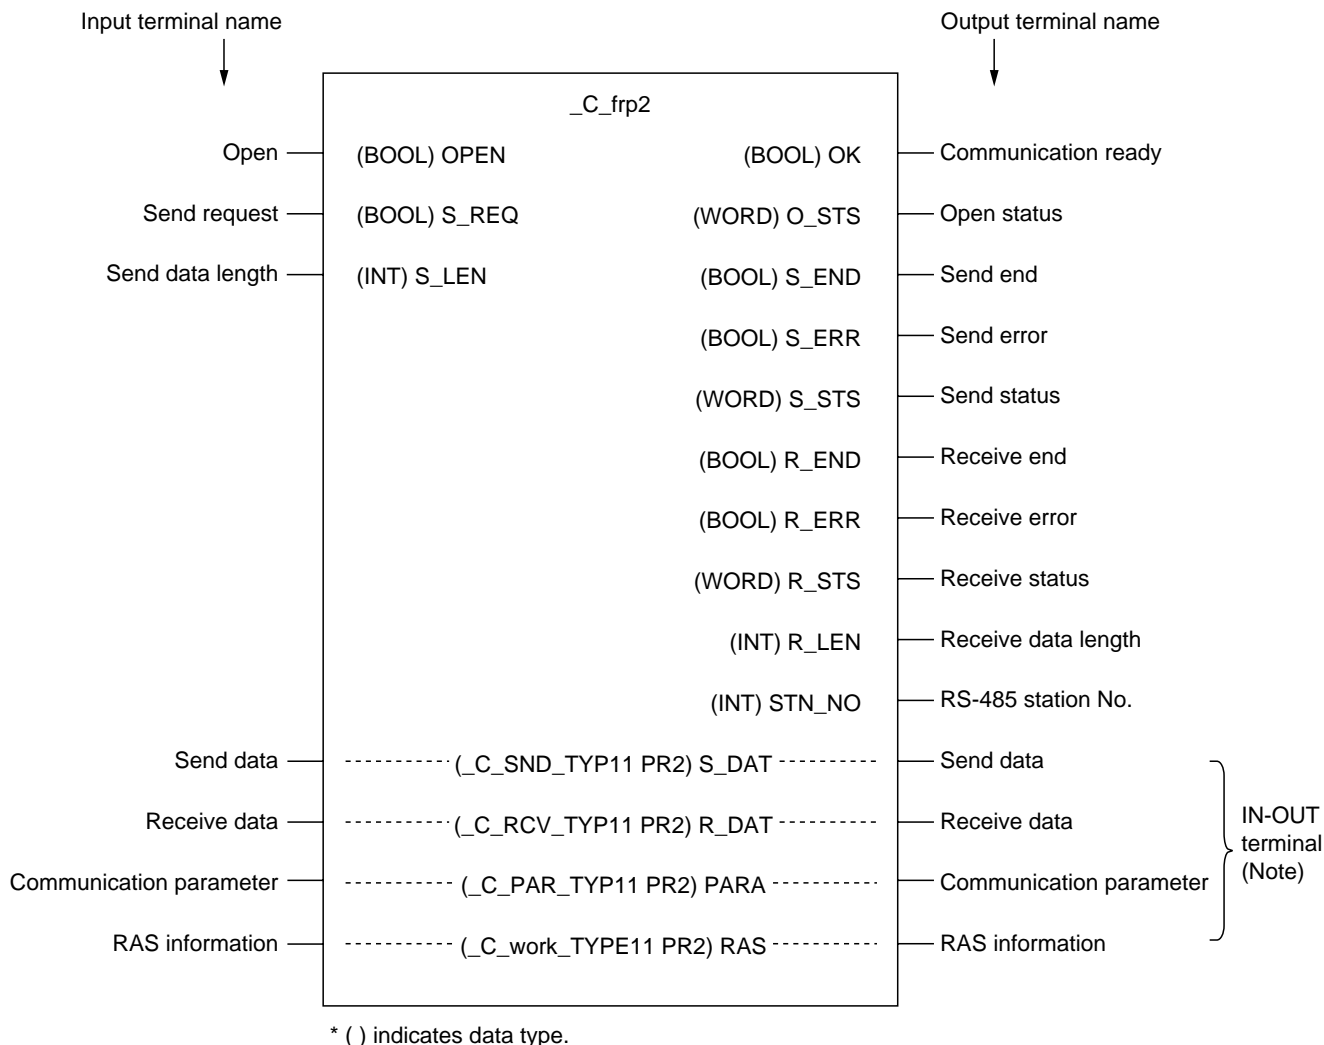 Input terminal name
Output terminal name
_C_frp2
Open (BOOL) OPEN (BOOL) OK Communication ready
Send request (BOOL) S_REQ (WORD) O_STS Open status
Send data length (INT) S_LEN (BOOL) S_END Send end
(BOOL) S_ERR Send error
(WORD) S_STS Send status
(BOOL) R_END Receive end
(BOOL) R_ERR Receive error
(WORD) R_STS Receive status
(INT) R_LEN Receive data length
(INT) STN_NO RS-485 station No.
Send data (_C_SND_TYP11 PR2) S_DAT Send data
Receive data (_C_RCV_TYP11 PR2) R_DAT Receive data
Communication parameter (_C_PAR_TYP11 PR2) PARA Communication parameter
RAS information (_C_work_TYPE11 PR2) RAS RAS information
IN-OUT
terminal
(Note)
* ( ) indicates data type.